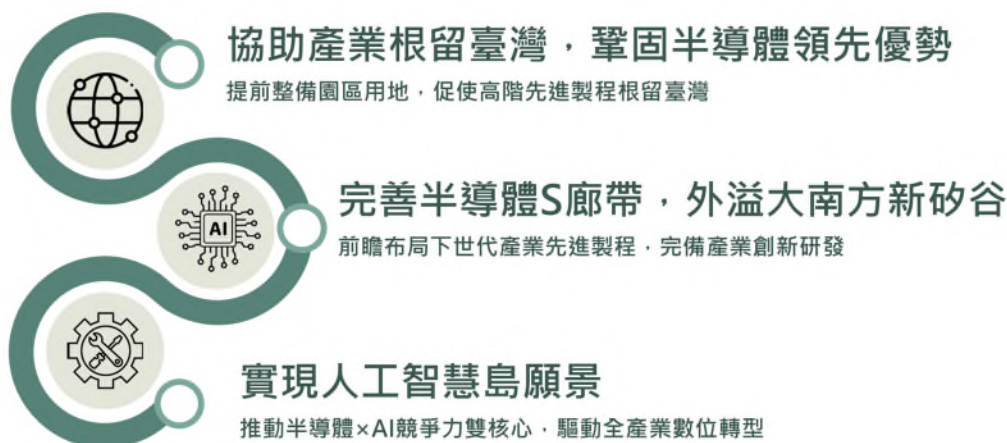 協助產業根留臺灣，鞏固半導體領先優勢
提前整備園區用地，促使高階先進製程根留臺灣
AI
完善半導體S廊帶，外溢大南方新矽谷
前瞻布局下世代產業先進製程，完備產業創新研發
實現人工智慧島願景
推動半導體×AI競爭力雙核心，驅動全產業數位轉型